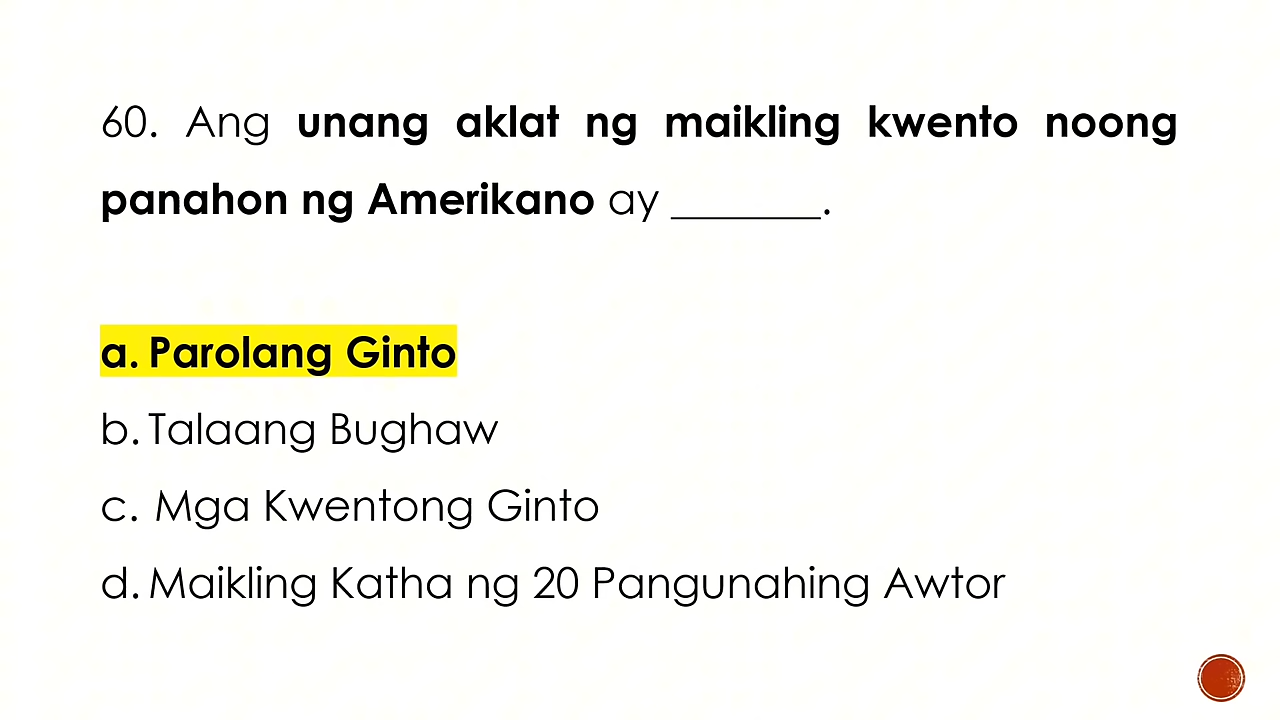 60. Ang unang aklat ng maikling kwento noong
panahon ng Amerikano ay _______.
a. Parolang Ginto
b. Talaang Bughaw
c. Mga Kwentong Ginto
d. Maikling Katha ng 20 Pangunahing Awtor